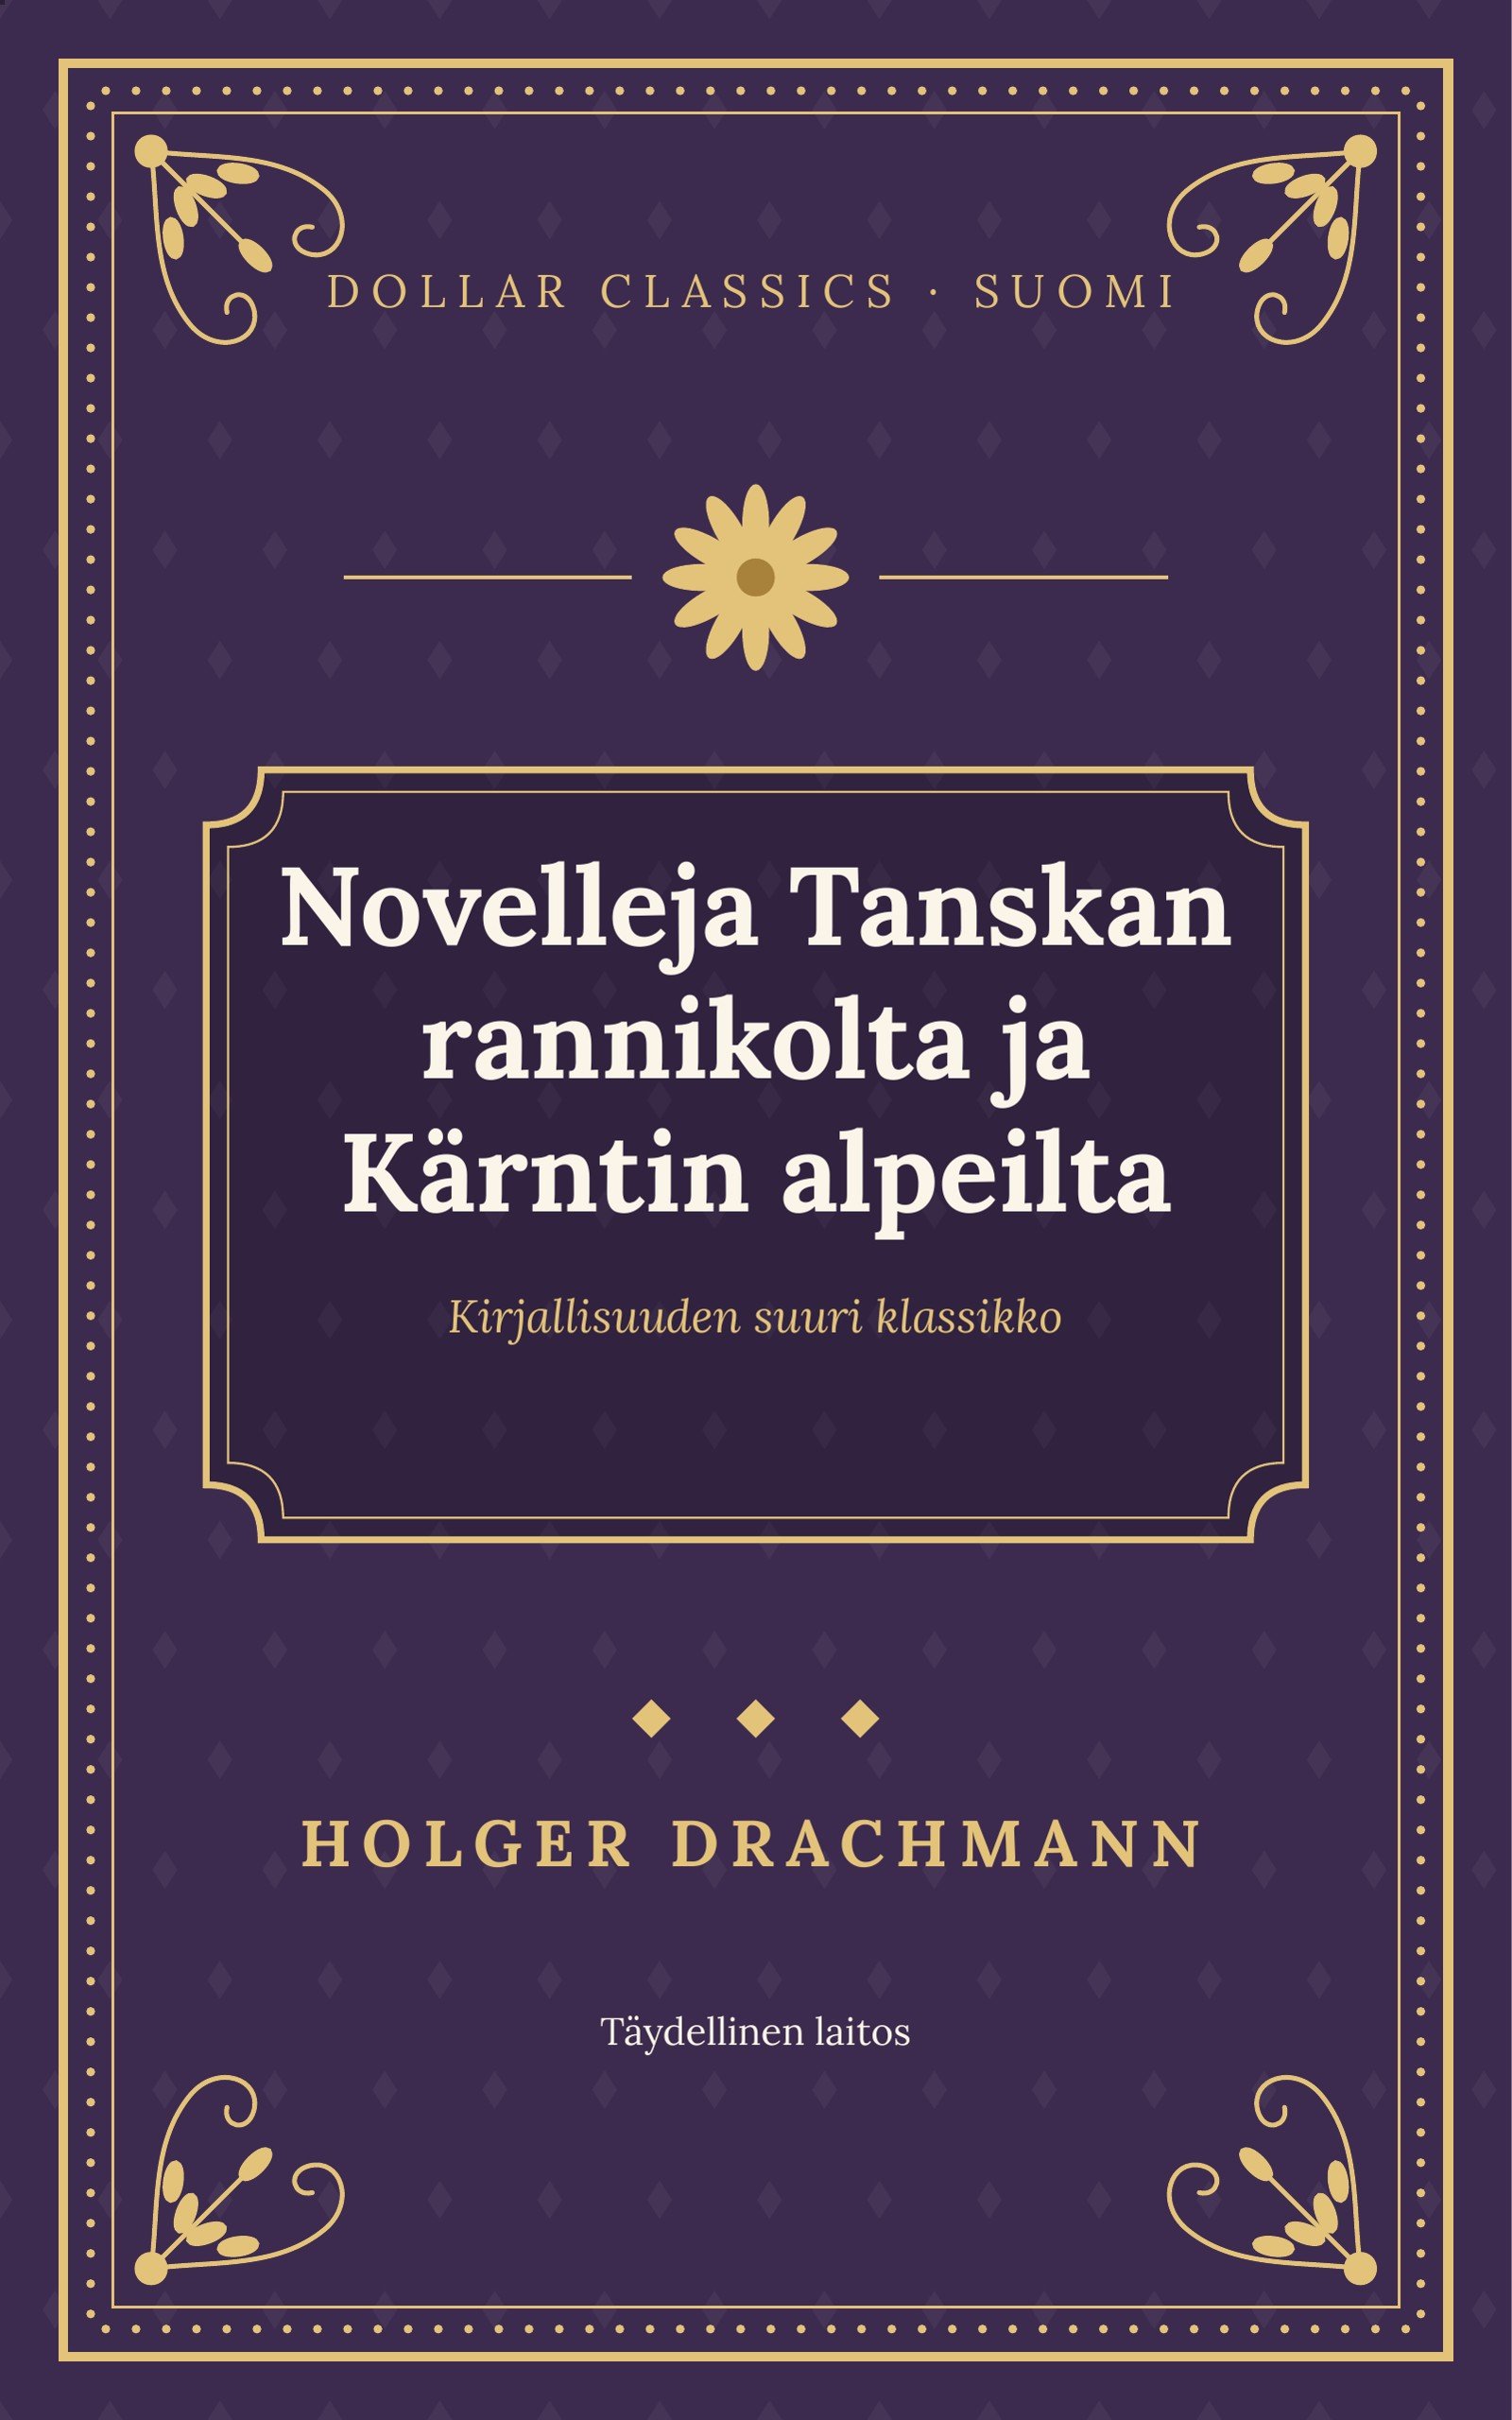 DOLLAR CLASSICS · SUOMI
Novelleja Tanskan
rannikolta ja
Kärntin alpeilta
Kirjallisuuden suuri klassikko
HOLGER DRACHMANN
Täydellinen laitos